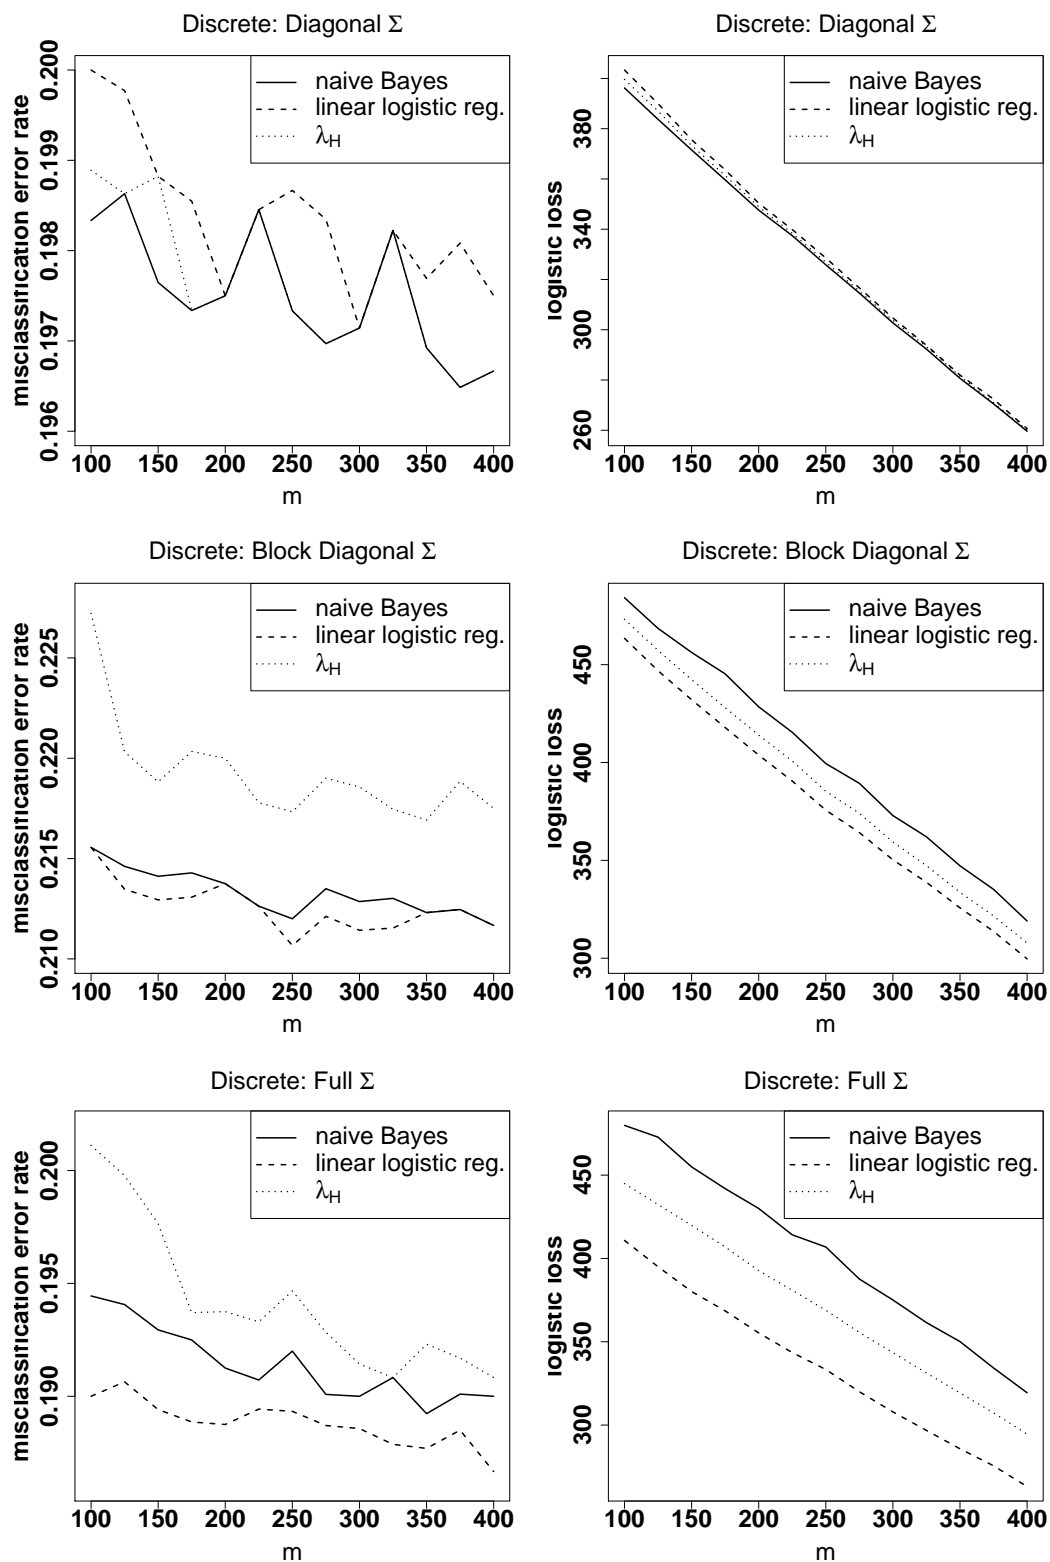 Discrete: Diagonal Σ
misclassification error rate
0.200
0.199
0.198
0.197
0.196
naive Bayes
linear logistic reg.
λH
100 150 200 250 300 350 400
m
Discrete: Diagonal Σ
logistic loss
380
340
300
260
naive Bayes
linear logistic reg.
λH
100 150 200 250 300 350 400
m
Discrete: Block Diagonal Σ
misclassification error rate
0.225
0.220
0.215
0.210
naive Bayes
linear logistic reg.
λH
100 150 200 250 300 350 400
m
Discrete: Block Diagonal Σ
logistic loss
450
400
350
300
naive Bayes
linear logistic reg.
λH
100 150 200 250 300 350 400
m
Discrete: Full Σ
misclassification error rate
0.200
0.195
0.190
naive Bayes
linear logistic reg.
λH
100 150 200 250 300 350 400
m
Discrete: Full Σ
logistic loss
450
400
350
300
naive Bayes
linear logistic reg.
λH
100 150 200 250 300 350 400
m